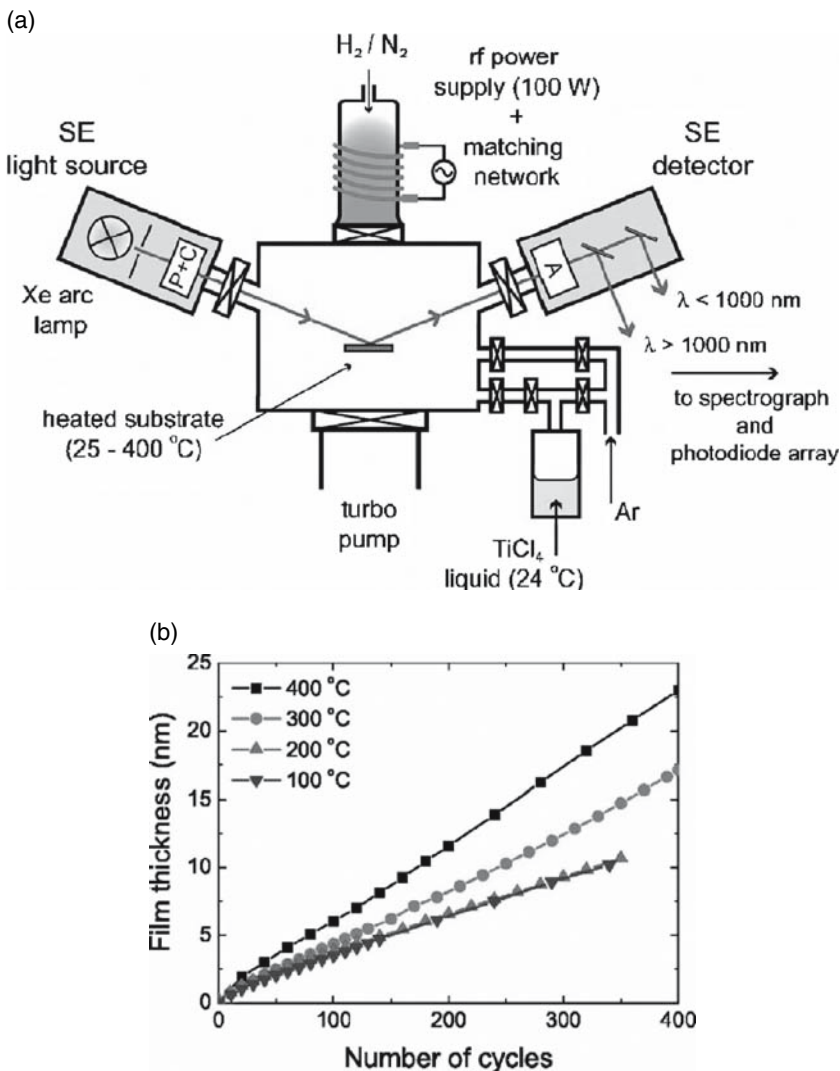 (a)
H₂ / N₂
rf power
supply (100 W)
+
matching
network
SE
light source
SE
detector
P+C
A
Xe arc
lamp
λ < 1000 nm
λ > 1000 nm
heated substrate
(25 - 400 °C)
to spectrograph
and
photodiode array
turbo
pump
Ar
TiCl₄
liquid (24 °C)
(b)
Film thickness (nm)
25
20
15
10
5
0
400 °C
300 °C
200 °C
100 °C
0 100 200 300 400
Number of cycles